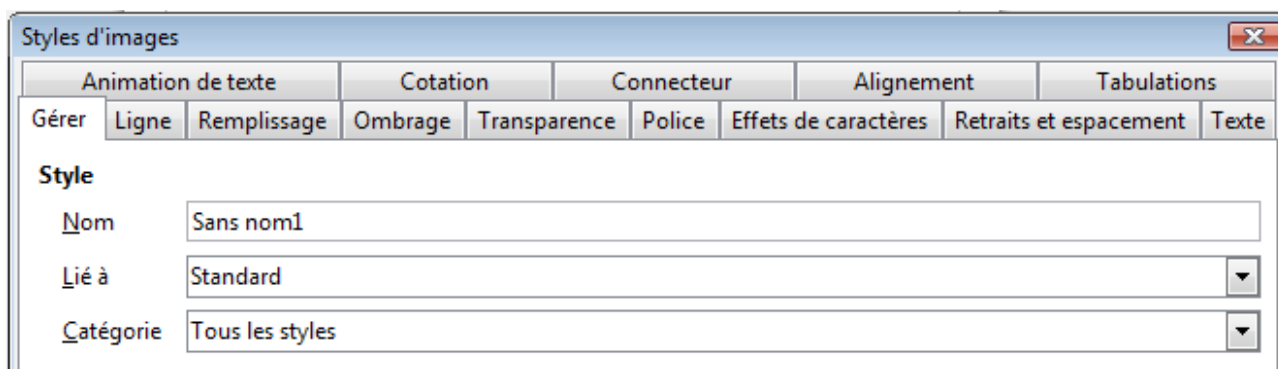 Styles d'images
Animation de texte Cotation Connecteur Alignement Tabulations
Gérer Ligne Remplissage Ombrage Transparence Police Effets de caractères Retraits et espacement Texte
Style
Nom Sans nom1
Lié à Standard
Catégorie Tous les styles